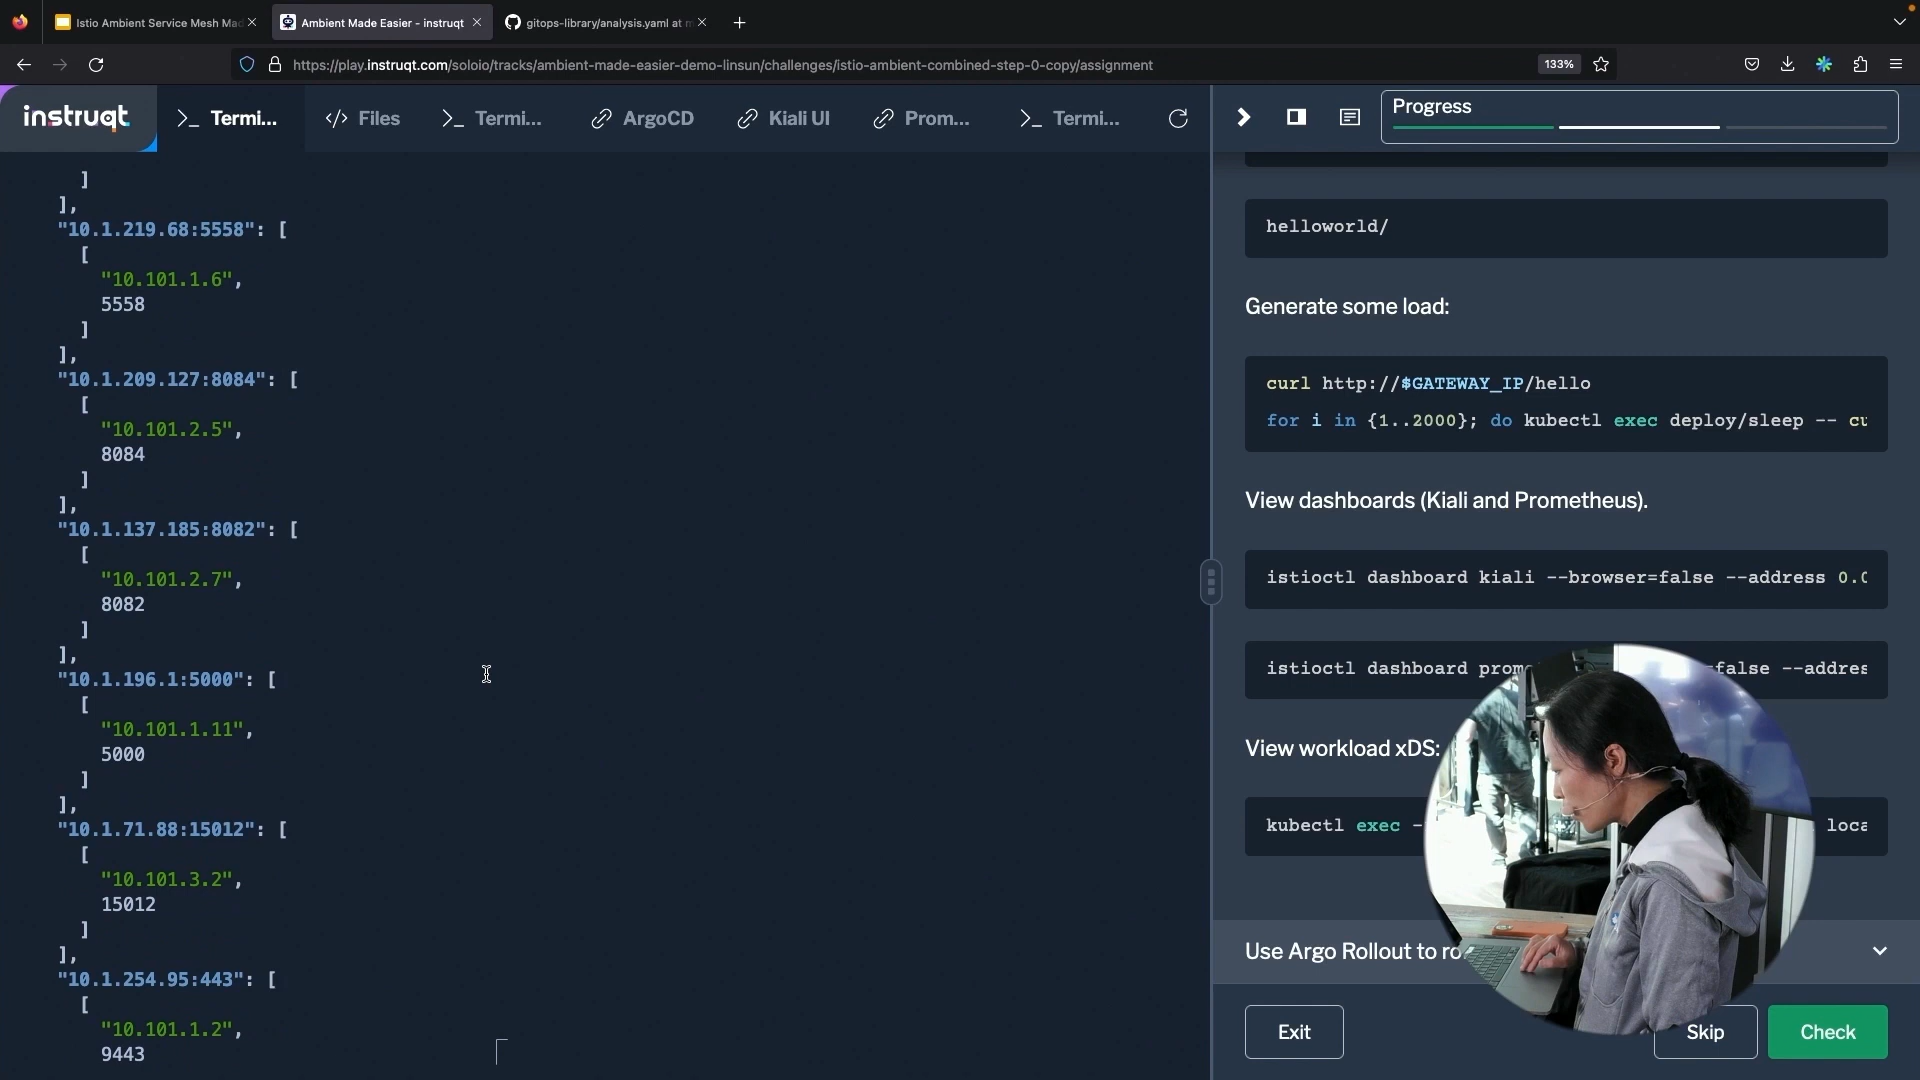 Istio Ambient Service Mesh Mad
Ambient Made Easier - instruqt
gitops-library/analysis.yaml at m
https://play.instruqt.com/soloio/tracks/ambient-made-easier-demo-linsun/challenges/istio-ambient-combined-step-0-copy/assignment
133%
instruqt
>_ Termi...
</> Files
>_ Termi...
ArgoCD
Kiali UI
Prom...
>_ Termi...
Progress
]
],
"10.1.219.68:5558": [
[
"10.101.1.6",
5558
]
],
"10.1.209.127:8084": [
[
"10.101.2.5",
8084
]
],
"10.1.137.185:8082": [
[
"10.101.2.7",
8082
]
],
"10.1.196.1:5000": [
[
"10.101.1.11",
5000
]
],
"10.1.71.88:15012": [
[
"10.101.3.2",
15012
]
],
"10.1.254.95:443": [
[
"10.101.1.2",
9443
helloworld/
Generate some load:
curl http://$GATEWAY_IP/hello
for i in {1..2000}; do kubectl exec deploy/sleep -- cu
View dashboards (Kiali and Prometheus).
istioctl dashboard kiali --browser=false --address 0.0
istioctl dashboard prom =false --addres
View workload xDS:
kubectl exec - loca
Use Argo Rollout to ro
Exit
Skip
Check